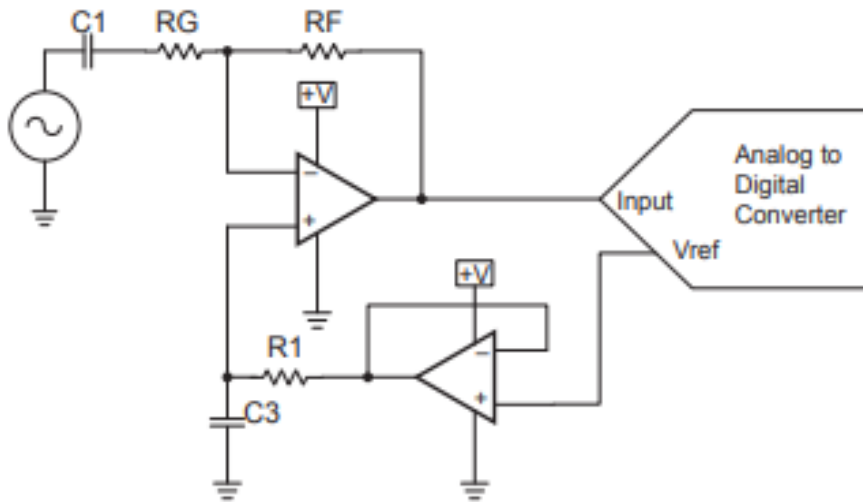 C1
RG
RF
+V
−
+
Analog to
Digital
Converter
Input
Vref
+V
−
+
R1
C3